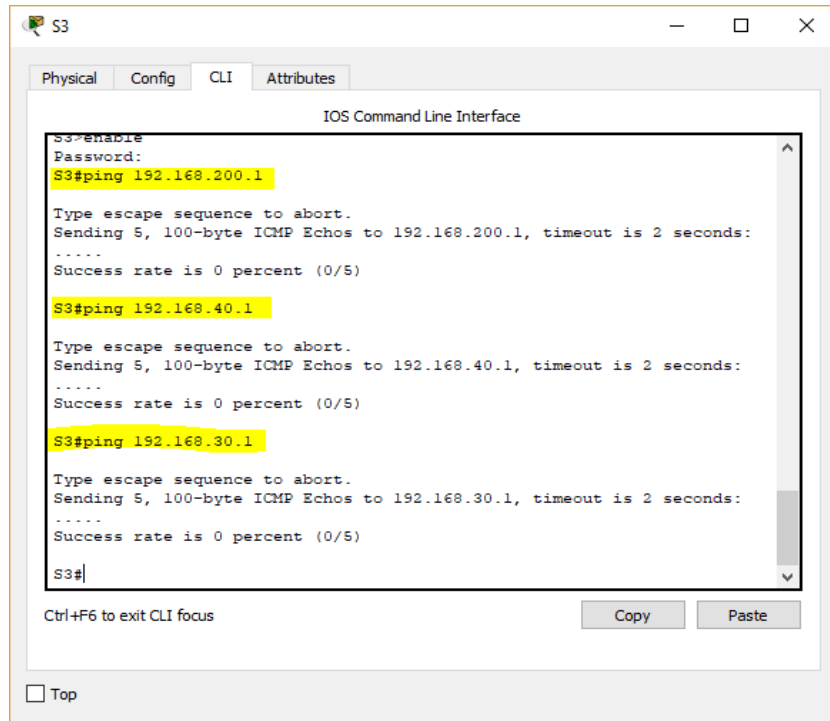 S3
Physical Config CLI Attributes
IOS Command Line Interface
S3>enable
Password:
S3#ping 192.168.200.1
Type escape sequence to abort.
Sending 5, 100-byte ICMP Echos to 192.168.200.1, timeout is 2 seconds:
.....
Success rate is 0 percent (0/5)
S3#ping 192.168.40.1
Type escape sequence to abort.
Sending 5, 100-byte ICMP Echos to 192.168.40.1, timeout is 2 seconds:
.....
Success rate is 0 percent (0/5)
S3#ping 192.168.30.1
Type escape sequence to abort.
Sending 5, 100-byte ICMP Echos to 192.168.30.1, timeout is 2 seconds:
.....
Success rate is 0 percent (0/5)
S3#
Ctrl+F6 to exit CLI focus Copy Paste
Top